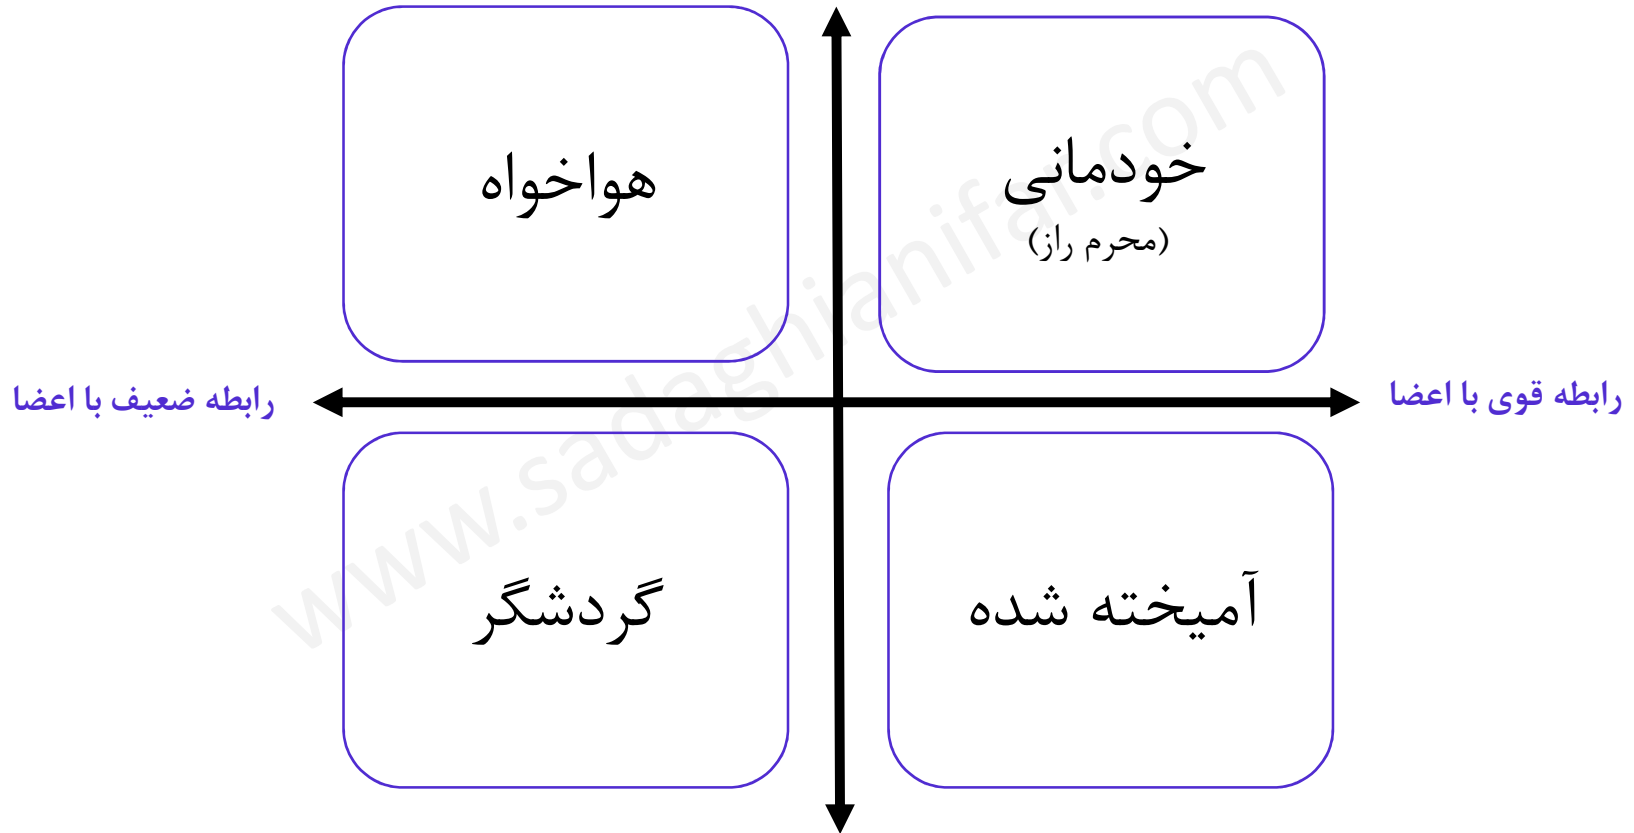 خودمانی
(محرم راز)
هواخواه
رابطه قوی با اعضا
رابطه ضعیف با اعضا
آمیخته شده
گردشگر
www.sadaghianifar.com